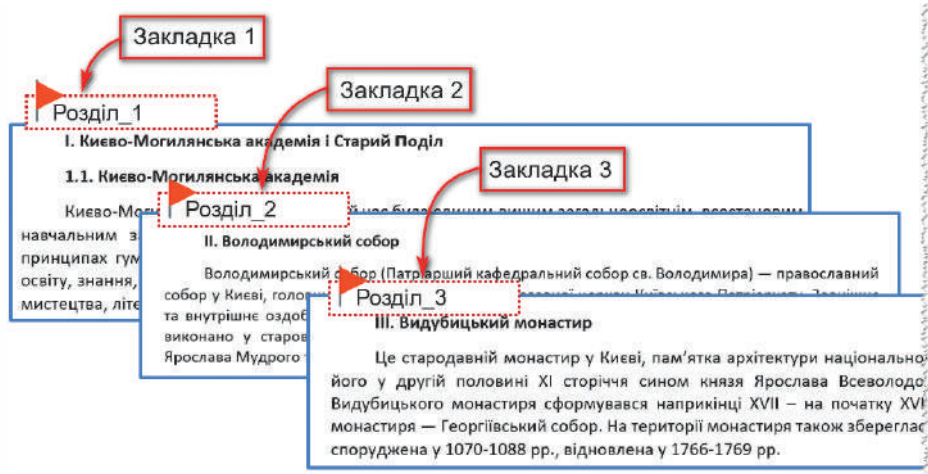 Закладка 1
Закладка 2
Закладка 3
Розділ_1
І. Києво-Могилянська академія і Старий Поділ
1.1. Києво-Могилянська академія
Києво-Мог
навчальним з
принципах гум
освіту, знання,
мистецтва, літе
Розділ_2
ІІ. Володимирський собор
Володимирський собор (Патріарший кафедральний собор св. Володимира) — православний
собор у Києві, голов
та внутрішнє оздоб
виконано у старов
Ярослава Мудрого
Розділ_3
ІІІ. Видубицький монастир
Це стародавній монастир у Києві, пам’ятка архітектури національно
його у другій половині XI сторіччя сином князя Ярослава Всеволодо
Видубицького монастиря сформувався наприкінці XVII – на початку XVI
монастиря — Георгіївський собор. На території монастиря також збереглас
споруджена у 1070-1088 рр., відновлена у 1766-1769 рр.